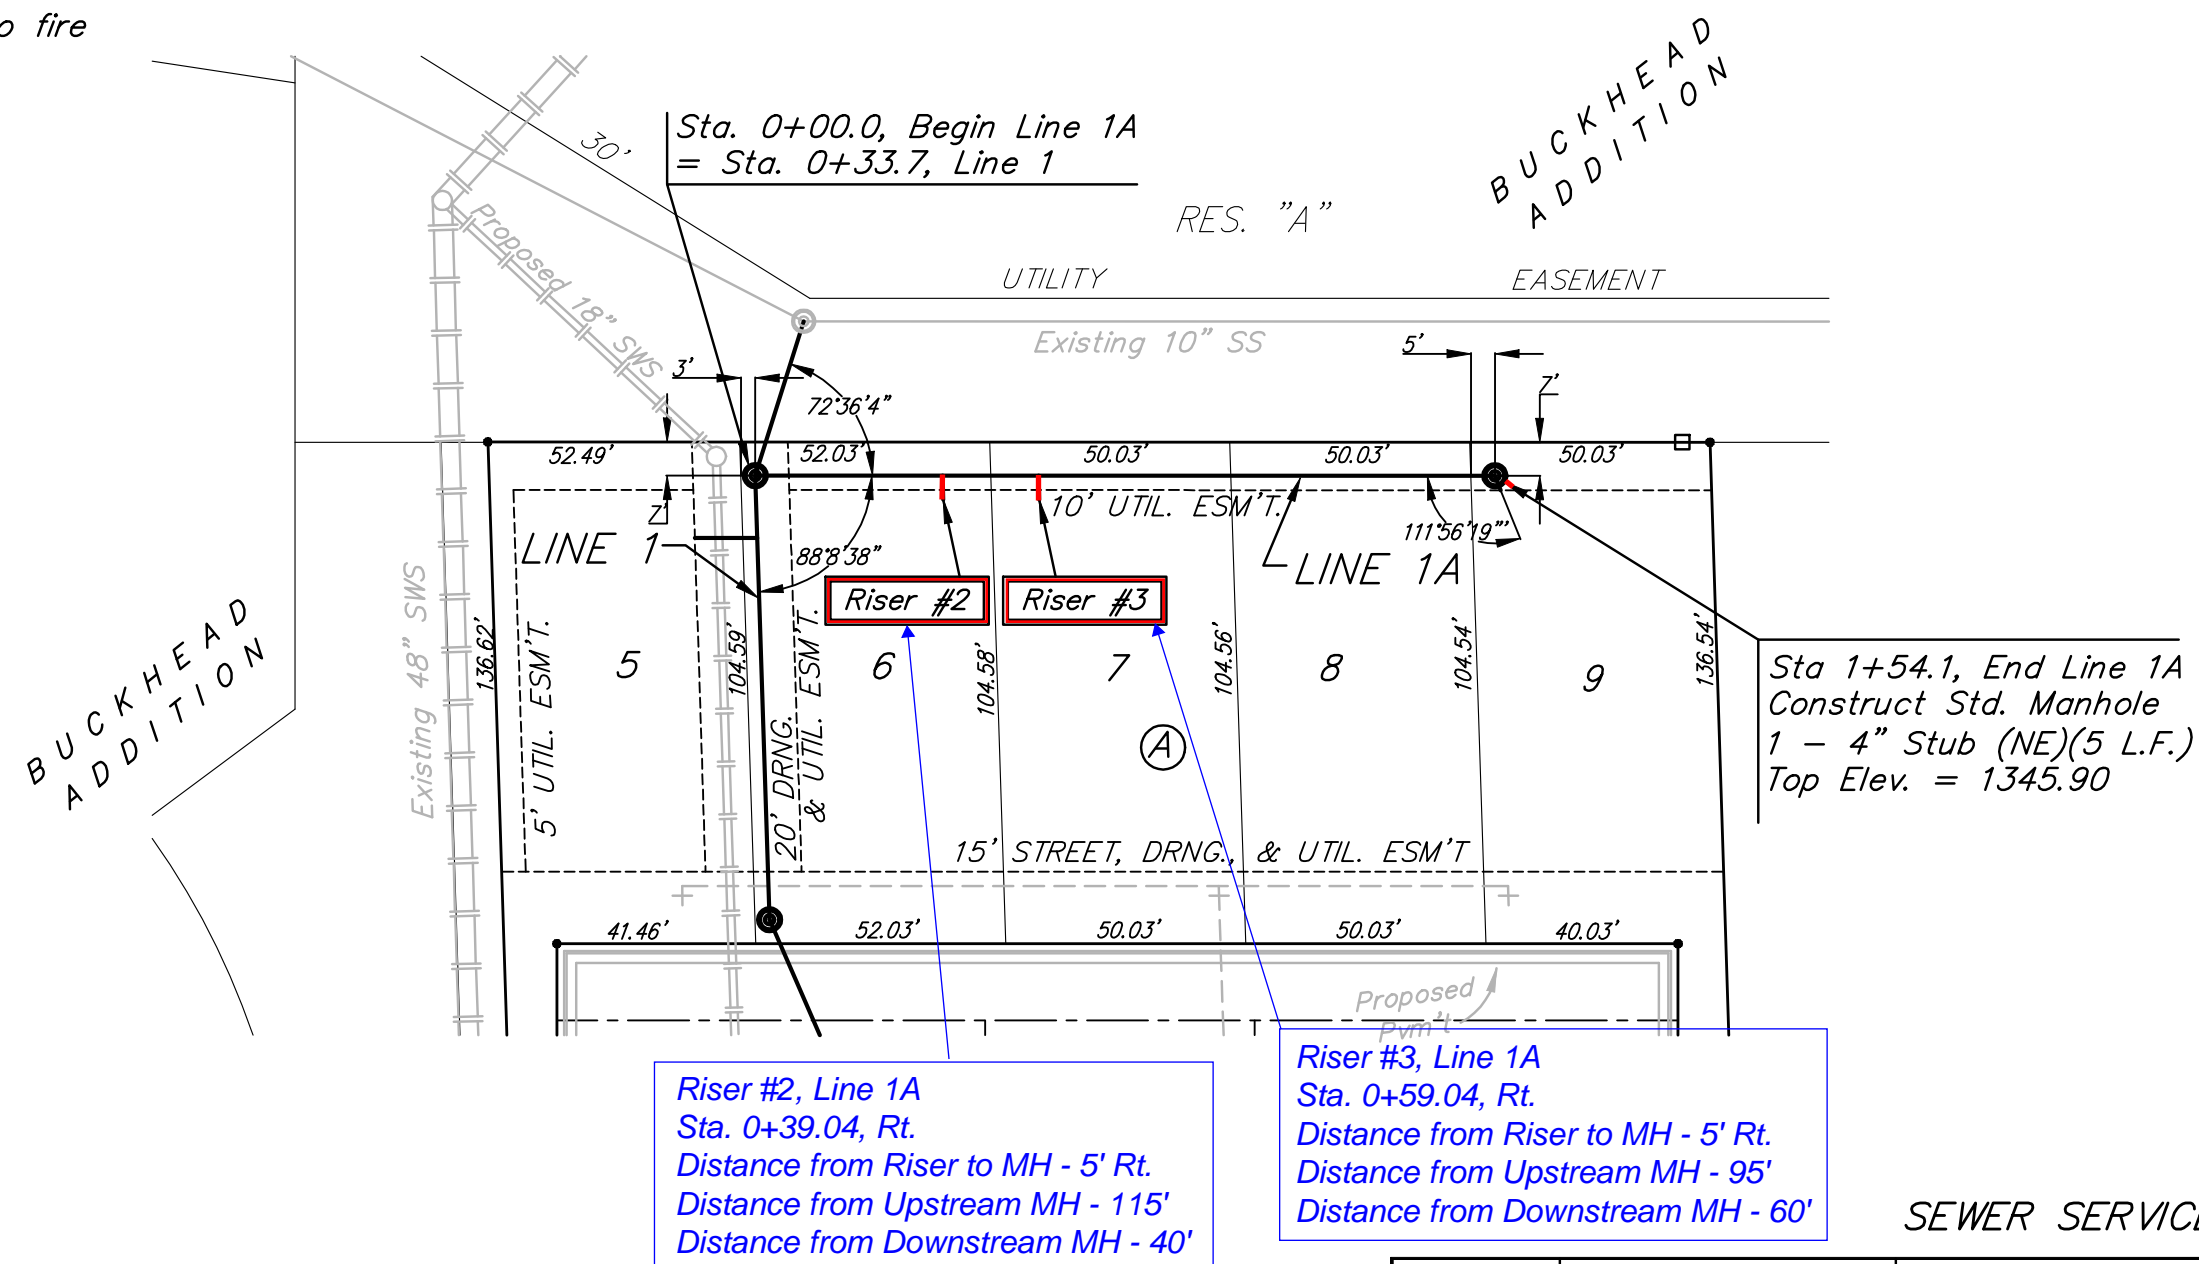 o fire
BUCKHEAD
ADDITION
30'
Sta. 0+00.0, Begin Line 1A
= Sta. 0+33.7, Line 1
RES. "A"
UTILITY EASEMENT
Proposed 18" SWS
Existing 10" SS
3'
5'
7'
72°36'4"
52.49'
52.03'
50.03'
50.03'
50.03'
7'
10' UTIL. ESM'T.
LINE 1
88°8'38"
111°56'19"
LINE 1A
Riser #2
Riser #3
Existing 48" SWS
136.62'
5' UTIL. ESM'T.
5
104.59'
20' DRNG.
& UTIL. ESM'T.
6
104.58'
7
104.56'
8
104.54'
9
136.54'
A
BUCKHEAD
ADDITION
Sta 1+54.1, End Line 1A
Construct Std. Manhole
1 - 4" Stub (NE)(5 L.F.)
Top Elev. = 1345.90
15' STREET, DRNG., & UTIL. ESM'T
41.46'
52.03'
50.03'
50.03'
40.03'
Proposed
Pvm't
Riser #2, Line 1A
Sta. 0+39.04, Rt.
Distance from Riser to MH - 5' Rt.
Distance from Upstream MH - 115'
Distance from Downstream MH - 40'
Riser #3, Line 1A
Sta. 0+59.04, Rt.
Distance from Riser to MH - 5' Rt.
Distance from Upstream MH - 95'
Distance from Downstream MH - 60'
SEWER SERVICE